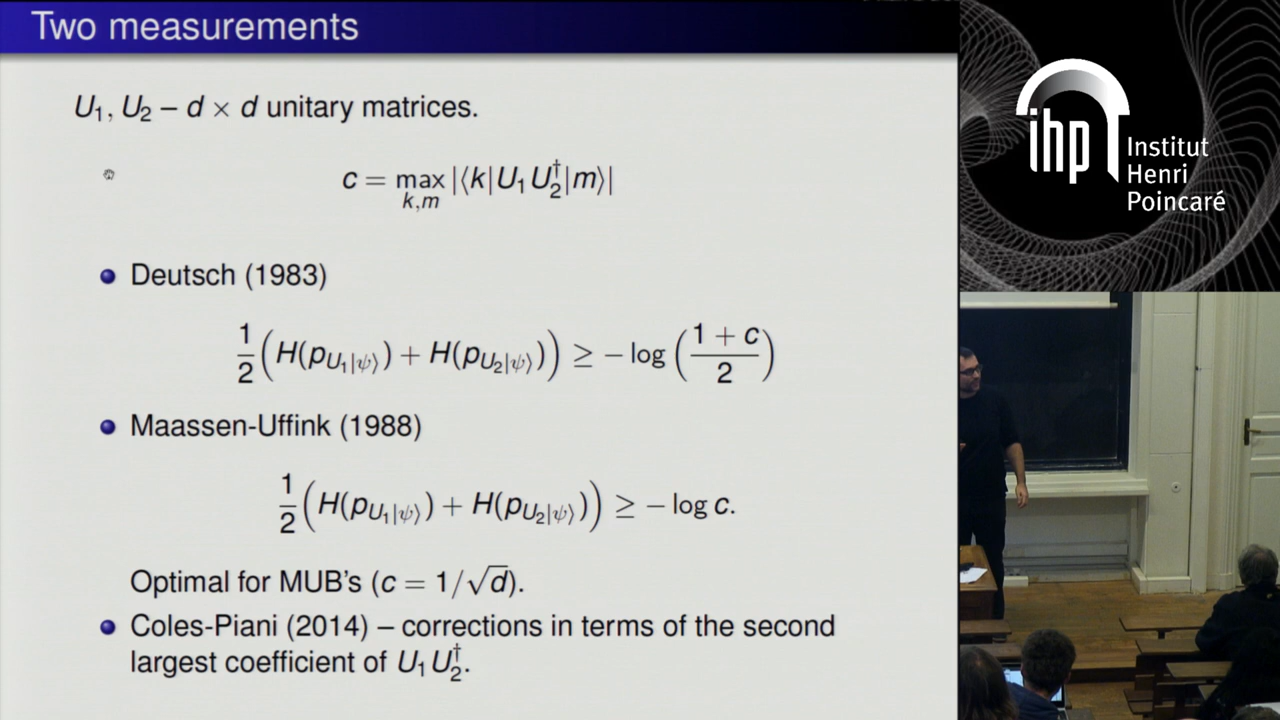 Two measurements
U₁, U₂ – d × d unitary matrices.
c = max_{k,m} |⟨k|U₁U₂†|m⟩|
Deutsch (1983)
1/2 (H(p_{U₁|ψ⟩}) + H(p_{U₂|ψ⟩})) ≥ − log ((1 + c)/2)
Maassen-Uffink (1988)
1/2 (H(p_{U₁|ψ⟩}) + H(p_{U₂|ψ⟩})) ≥ − log c.
Optimal for MUB's (c = 1/√d).
Coles-Piani (2014) – corrections in terms of the second
largest coefficient of U₁U₂†.
ihp
Institut
Henri
Poincaré